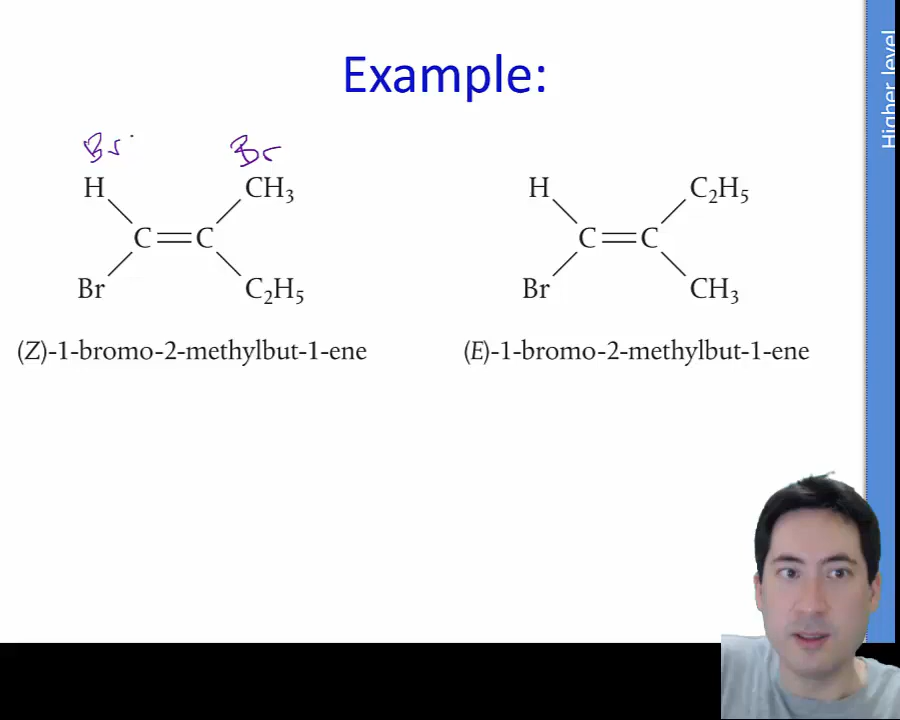 Example:
Higher level
Br Br
H CH₃
C=C
Br C₂H₅
(Z)-1-bromo-2-methylbut-1-ene
H C₂H₅
C=C
Br CH₃
(E)-1-bromo-2-methylbut-1-ene